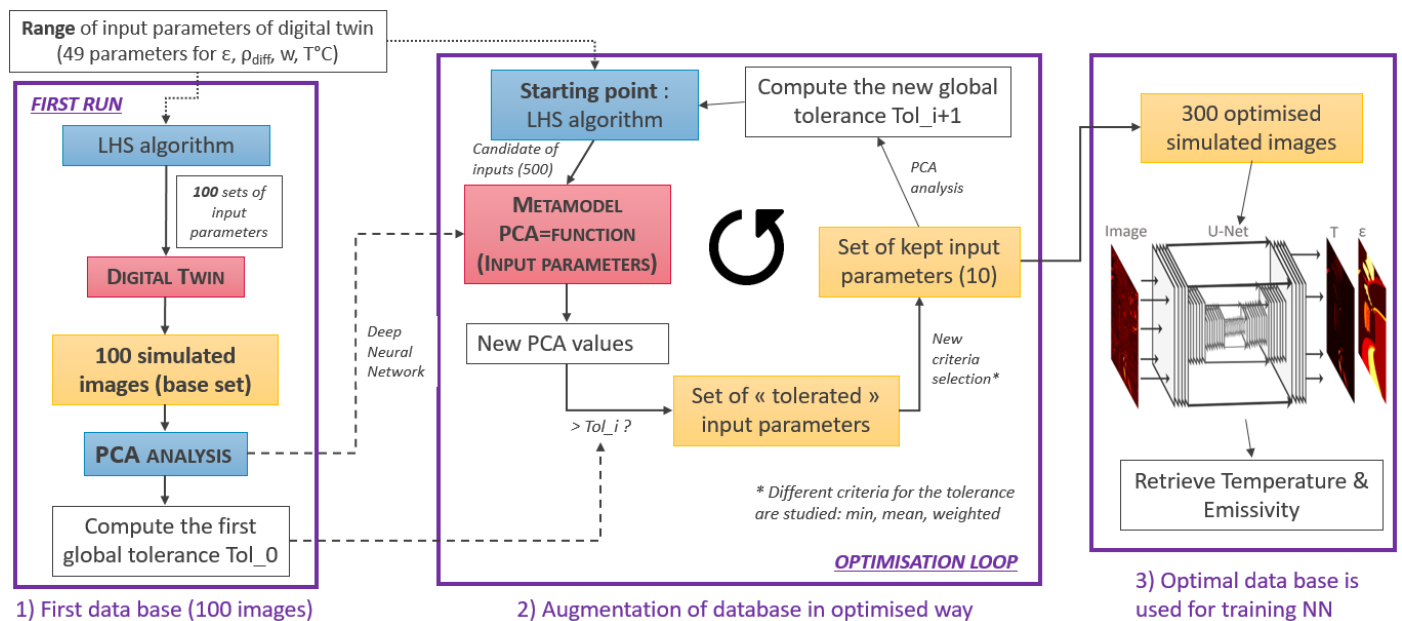 Range of input parameters of digital twin
(49 parameters for ε, ρdiff, w, T°C)
FIRST RUN
LHS algorithm
100 sets of
input
parameters
DIGITAL TWIN
100 simulated
images (base set)
PCA ANALYSIS
Compute the first
global tolerance Tol_0
1) First data base (100 images)
Deep
Neural
Network
Starting point :
LHS algorithm
Candidate of
inputs (500)
METAMODEL
PCA=FUNCTION
(INPUT PARAMETERS)
New PCA values
> Tol_i ?
Set of « tolerated »
input parameters
New
criteria
selection*
Set of kept input
parameters (10)
PCA
analysis
Compute the new global
tolerance Tol_i+1
* Different criteria for the tolerance
are studied: min, mean, weighted
OPTIMISATION LOOP
2) Augmentation of database in optimised way
300 optimised
simulated images
Image
U-Net
T
ε
Retrieve Temperature &
Emissivity
3) Optimal data base is
used for training NN